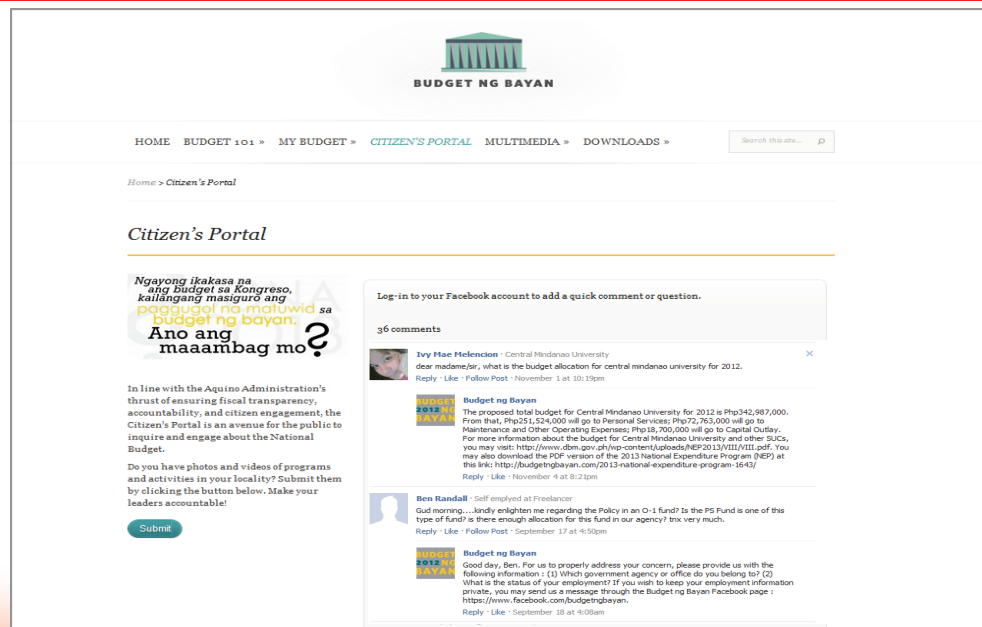 BUDGET NG BAYAN
HOME BUDGET 101 » MY BUDGET » CITIZEN'S PORTAL MULTIMEDIA » DOWNLOADS »
Search this site...
Home > Citizen's Portal
Citizen's Portal
Ngayong ikakasa na
ang budget sa Kongreso,
kailangang masiguro ang
paggugol na matuwid sa
budget ng bayan.
Ano ang
maaambag mo?
In line with the Aquino Administration's
thrust of ensuring fiscal transparency,
accountability, and citizen engagement, the
Citizen's Portal is an avenue for the public to
inquire and engage about the National
Budget.
Do you have photos and videos of programs
and activities in your locality? Submit them
by clicking the button below. Make your
leaders accountable!
Submit
Log-in to your Facebook account to add a quick comment or question.
36 comments
Ivy Mae Melencion · Central Mindanao University
dear madame/sir, what is the budget allocation for central mindanao university for 2012.
Reply · Like · Follow Post · November 1 at 10:19pm
BUDGET
2012 NG
BAYAN
Budget ng Bayan
The proposed total budget for Central Mindanao University for 2012 is Php342,987,000.
From that, Php251,524,000 will go to Personal Services; Php72,763,000 will go to
Maintenance and Other Operating Expenses; Php18,700,000 will go to Capital Outlay.
For more information about the budget for Central Mindanao University and other SUCs,
you may visit: http://www.dbm.gov.ph/wp-content/uploads/NEP2013/VIII/VIII.pdf. You
may also download the PDF version of the 2013 National Expenditure Program (NEP) at
this link: http://budgetngbayan.com/2013-national-expenditure-program-1643/
Reply · Like · November 4 at 8:21pm
Ben Randall · Self emplyed at Freelancer
Gud morning....kindly enlighten me regarding the Policy in an O-1 fund? Is the PS Fund is one of this
type of fund? is there enough allocation for this fund in our agency? tnx very much.
Reply · Like · Follow Post · September 17 at 4:50pm
BUDGET
2012 NG
BAYAN
Budget ng Bayan
Good day, Ben. For us to properly address your concern, please provide us with the
following information : (1) Which government agency or office do you belong to? (2)
What is the status of your employment? If you wish to keep your employment information
private, you may send us a message through the Budget ng Bayan Facebook page :
https://www.facebook.com/budgetngbayan.
Reply · Like · September 18 at 4:08am